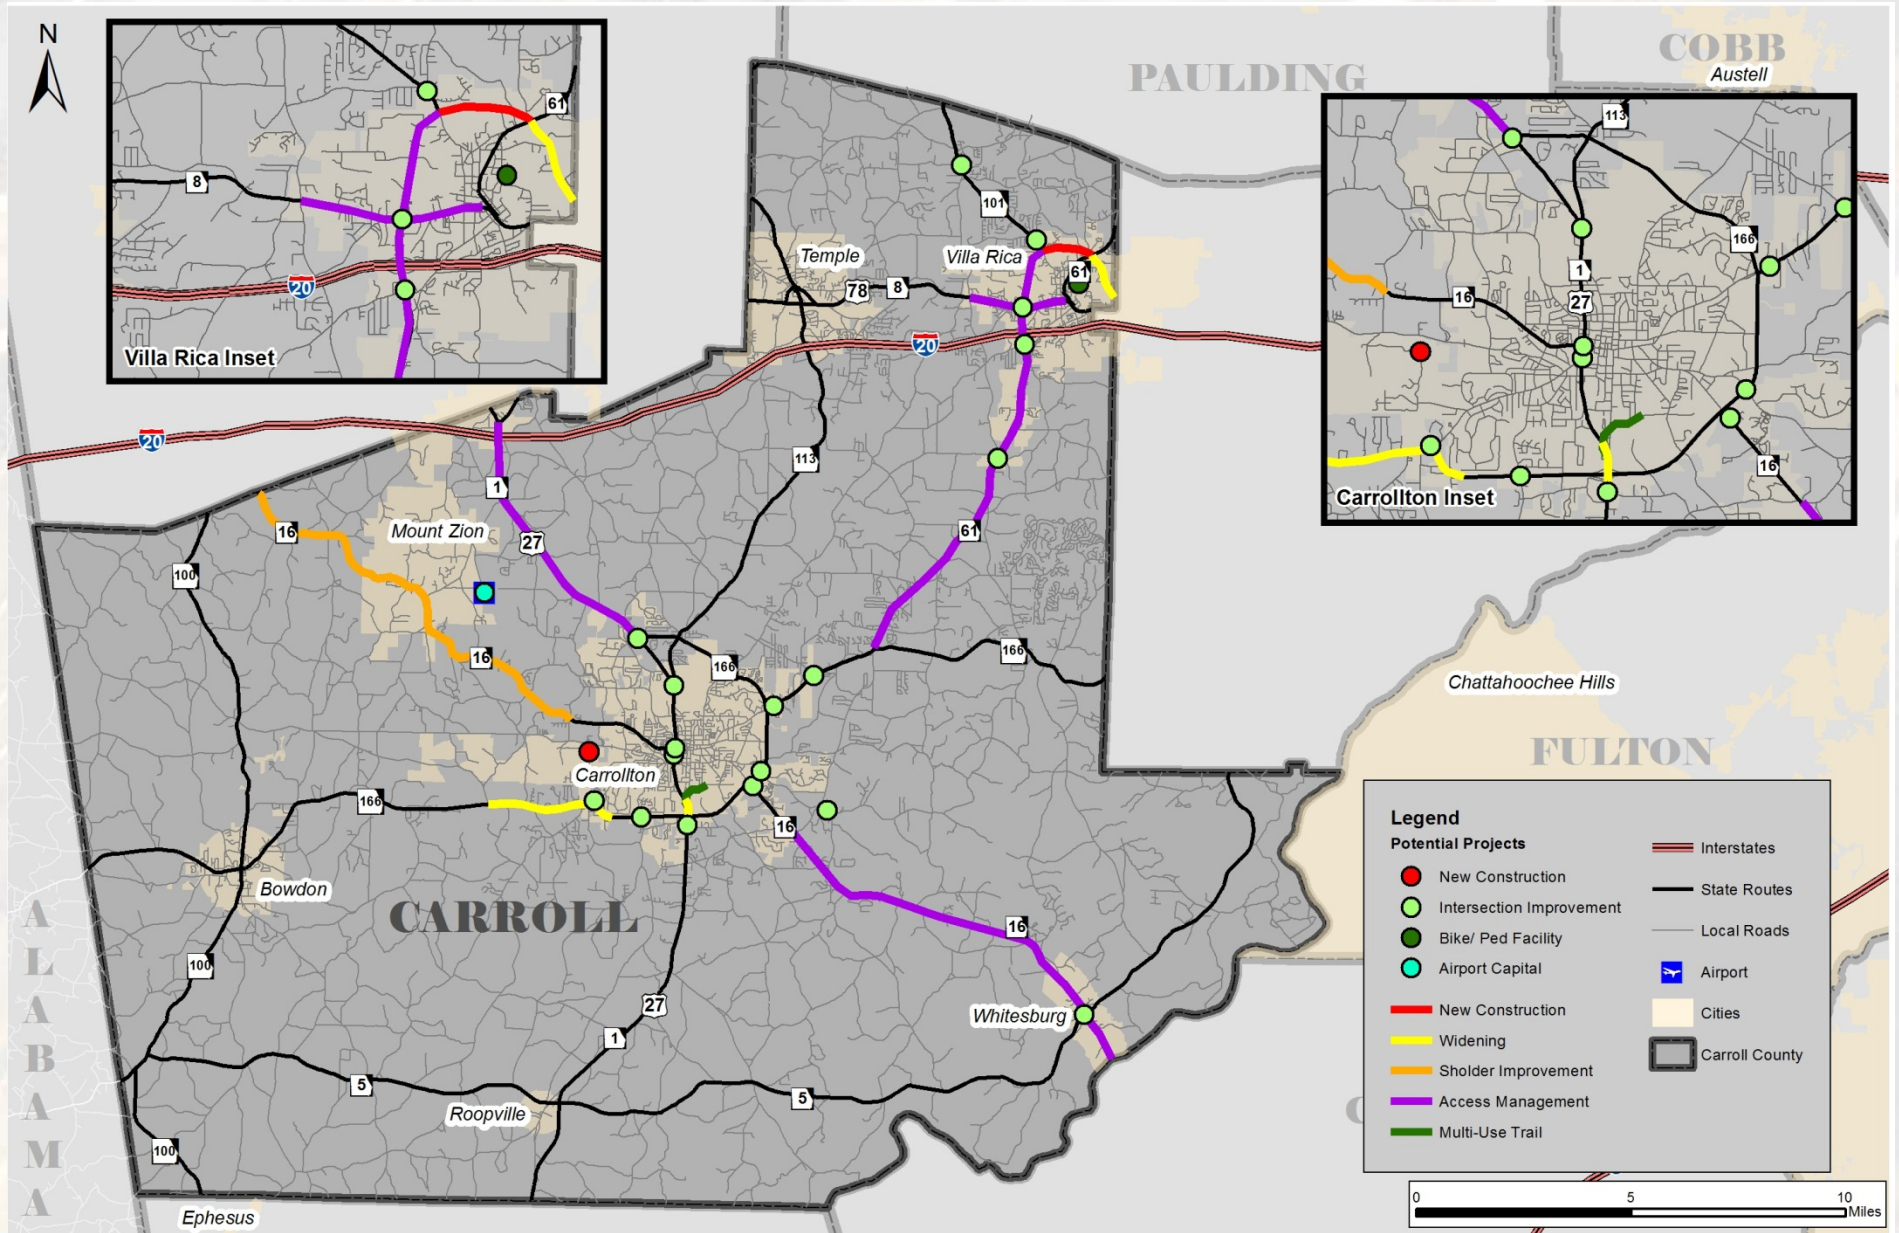 N
Villa Rica Inset
8
20
61
PAULDING
COBB
Austell
113
166
1
27
16
16
Carrollton Inset
101
Temple
Villa Rica
61
78
8
20
20
113
1
27
16
Mount Zion
100
61
16
166
166
Chattahoochee Hills
FULTON
Carrollton
166
16
Bowdon
CARROLL
16
100
27
Whitesburg
1
5
5
Roopville
100
Ephesus
ALABAMA
C
Legend
Potential Projects
New Construction
Intersection Improvement
Bike/ Ped Facility
Airport Capital
New Construction
Widening
Sholder Improvement
Access Management
Multi-Use Trail
Interstates
State Routes
Local Roads
Airport
Cities
Carroll County
0 5 10
Miles